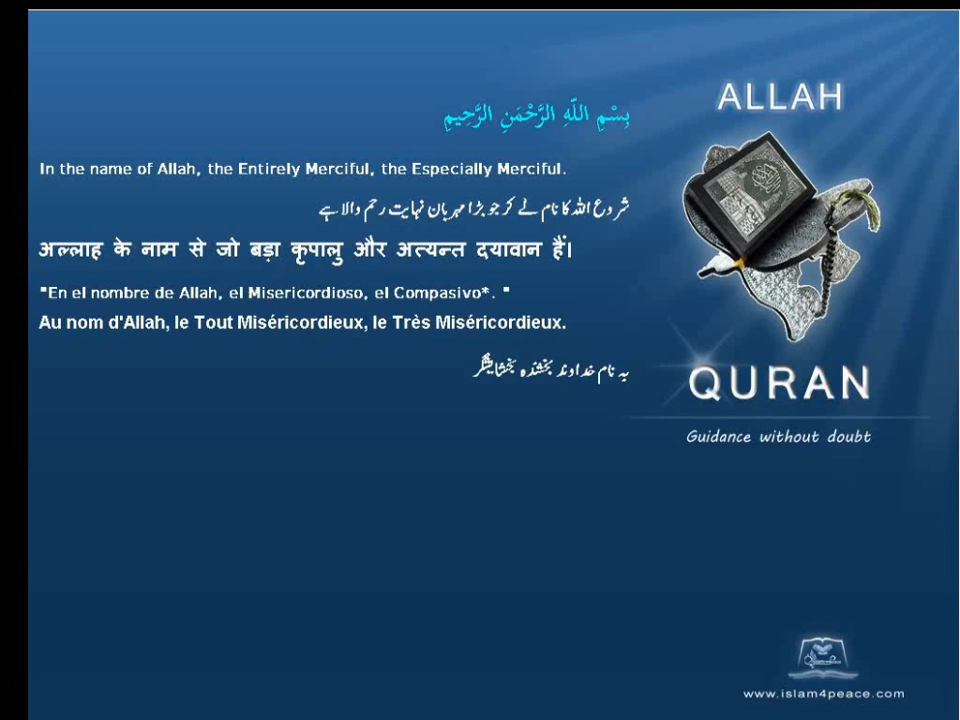 بِسْمِ اللَّهِ الرَّحْمَنِ الرَّحِيمِ
In the name of Allah, the Entirely Merciful, the Especially Merciful.
شروع اللہ کا نام لے کر جو بڑا مہربان نہایت رحم والا ہے
अल्लाह के नाम से जो बड़ा कृपालु और अत्यन्त दयावान हैं।
"En el nombre de Allah, el Misericordioso, el Compasivo*. "
Au nom d'Allah, le Tout Miséricordieux, le Très Miséricordieux.
به نام خداوند بخشنده بخشایشگر
ALLAH
QURAN
Guidance without doubt
www.islam4peace.com